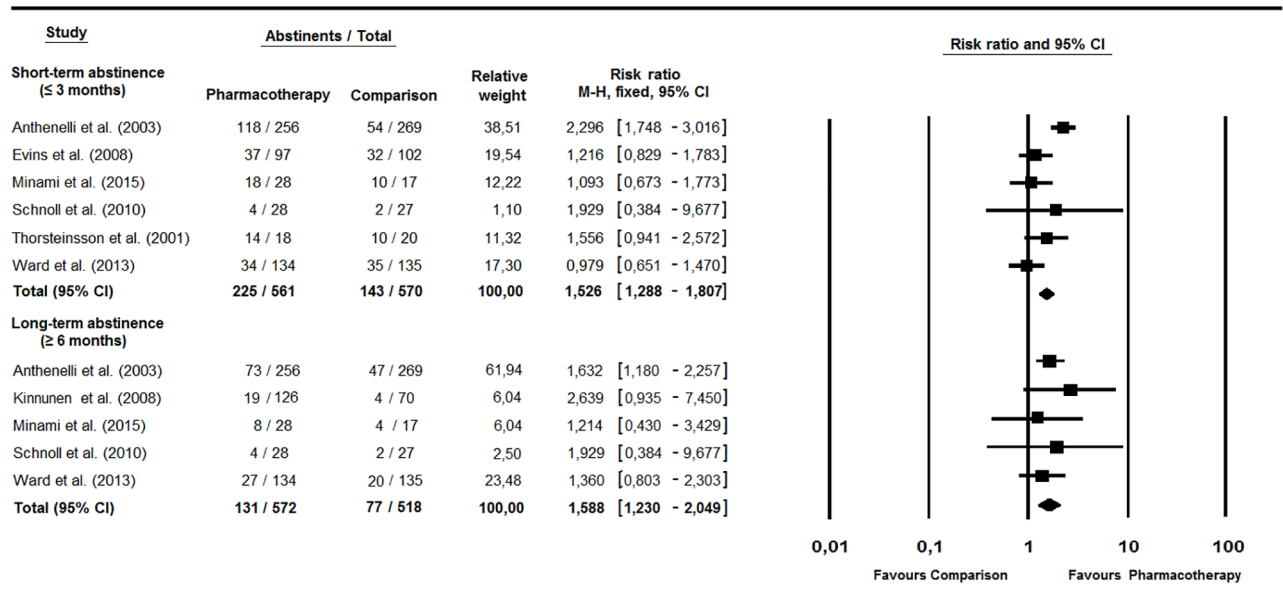 Study Abstinents / Total Risk ratio and 95% CI
Short-term abstinence (≤ 3 months) Pharmacotherapy Comparison Relative weight Risk ratio M-H, fixed, 95% CI
Anthenelli et al. (2003) 118 / 256 54 / 269 38,51 2,296 [1,748 - 3,016]
Evins et al. (2008) 37 / 97 32 / 102 19,54 1,216 [0,829 - 1,783]
Minami et al. (2015) 18 / 28 10 / 17 12,22 1,093 [0,673 - 1,773]
Schnoll et al. (2010) 4 / 28 2 / 27 1,10 1,929 [0,384 - 9,677]
Thorsteinsson et al. (2001) 14 / 18 10 / 20 11,32 1,556 [0,941 - 2,572]
Ward et al. (2013) 34 / 134 35 / 135 17,30 0,979 [0,651 - 1,470]
Total (95% CI) 225 / 561 143 / 570 100,00 1,526 [1,288 - 1,807]
Long-term abstinence
(≥ 6 months)
Anthenelli et al. (2003) 73 / 256 47 / 269 61,94 1,632 [1,180 - 2,257]
Kinnunen et al. (2008) 19 / 126 4 / 70 6,04 2,639 [0,935 - 7,450]
Minami et al. (2015) 8 / 28 4 / 17 6,04 1,214 [0,430 - 3,429]
Schnoll et al. (2010) 4 / 28 2 / 27 2,50 1,929 [0,384 - 9,677]
Ward et al. (2013) 27 / 134 20 / 135 23,48 1,360 [0,803 - 2,303]
Total (95% CI) 131 / 572 77 / 518 100,00 1,588 [1,230 - 2,049]
0,01 0,1 1 10 100
Favours Comparison Favours Pharmacotherapy